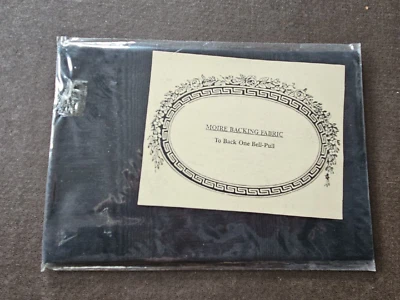 MOIRE BACKING FABRIC
To Back One Bell-Pull